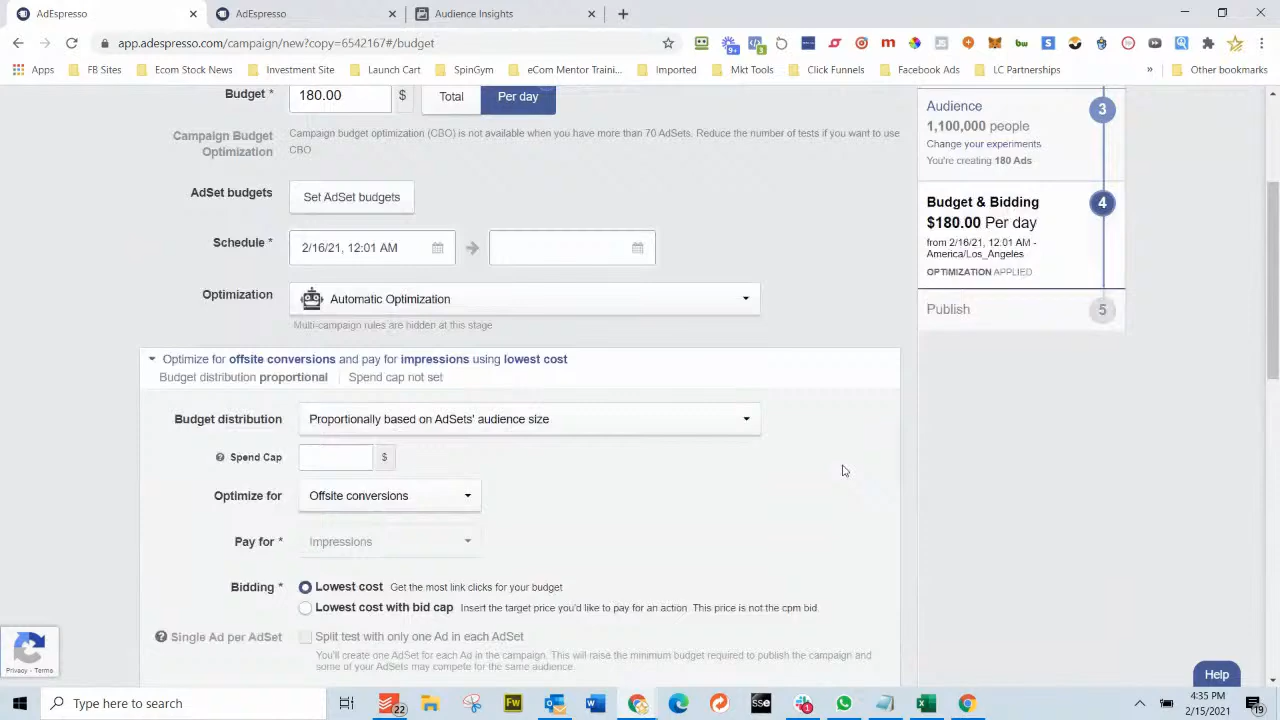 AdEspresso
AdEspresso
Audience Insights
app.adespresso.com/campaign/new?copy=6542167#/budget
Apps
FB Sites
Ecom Stock News
Investment Site
Launch Cart
SpinGym
eCom Mentor Traini...
Imported
Mkt Tools
Click Funnels
Facebook Ads
LC Partnerships
»
Other bookmarks
Budget *
180.00
$
Total
Per day
Campaign Budget
Optimization
Campaign budget optimization (CBO) is not available when you have more than 70 AdSets. Reduce the number of tests if you want to use
CBO
AdSet budgets
Set AdSet budgets
Schedule *
2/16/21, 12:01 AM
Optimization
Automatic Optimization
Multi-campaign rules are hidden at this stage
Optimize for offsite conversions and pay for impressions using lowest cost
Budget distribution proportional
Spend cap not set
Budget distribution
Proportionally based on AdSets' audience size
Spend Cap
$
Optimize for
Offsite conversions
Pay for *
Impressions
Bidding *
Lowest cost Get the most link clicks for your budget
Lowest cost with bid cap Insert the target price you'd like to pay for an action. This price is not the cpm bid.
Single Ad per AdSet
Split test with only one Ad in each AdSet
You'll create one AdSet for each Ad in the campaign. This will raise the minimum budget required to publish the campaign and
some of your AdSets may compete for the same audience.
Audience
3
1,100,000 people
Change your experiments
You're creating 180 Ads
Budget & Bidding
4
$180.00 Per day
from 2/16/21, 12:01 AM -
America/Los_Angeles
OPTIMIZATION APPLIED
Publish
5
Privacy - Terms
Help
Type here to search
22
4:35 PM
2/15/2021
19